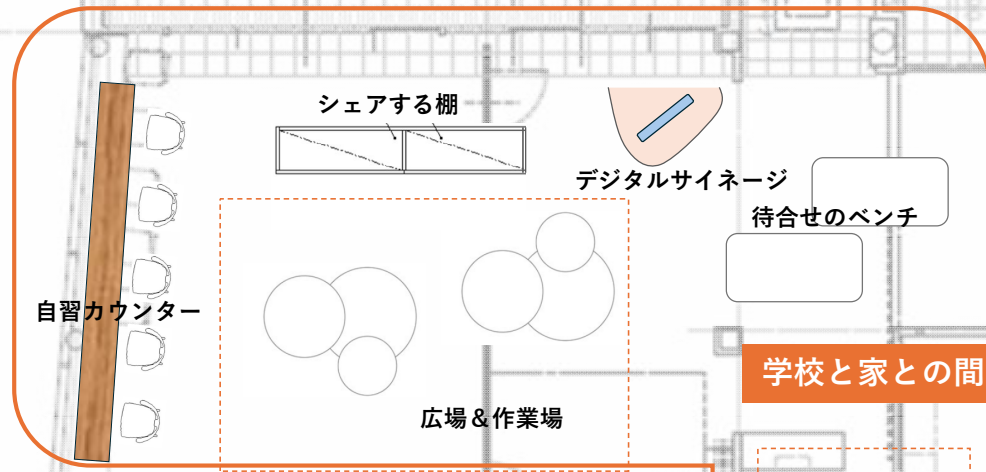 シェアする棚
デジタルサイネージ
待合せのベンチ
自習カウンター
学校と家との間
広場＆作業場